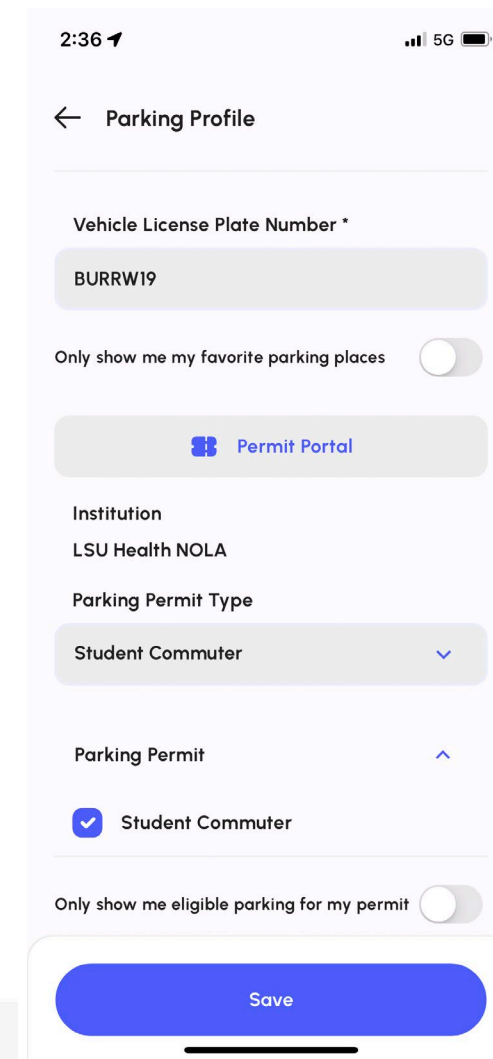 2:36
5G
Parking Profile
Vehicle License Plate Number *
BURRW19
Only show me my favorite parking places
Permit Portal
Institution
LSU Health NOLA
Parking Permit Type
Student Commuter
Parking Permit
Student Commuter
Only show me eligible parking for my permit
Save